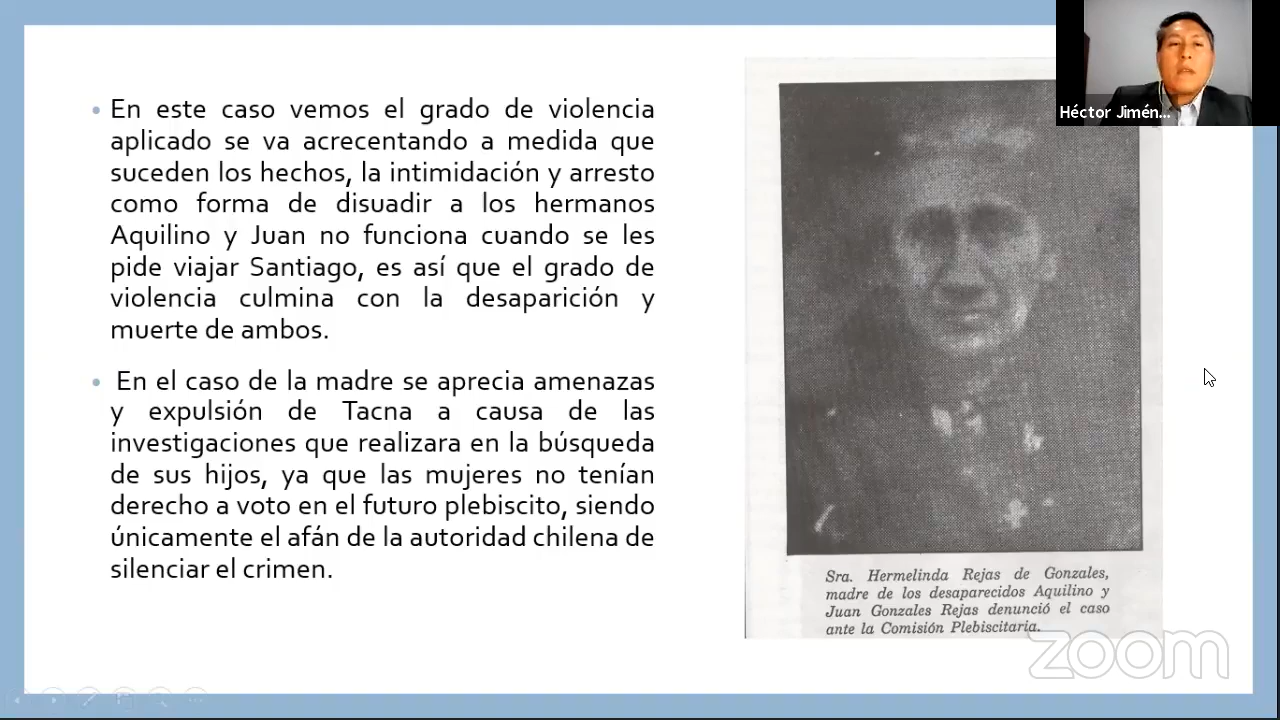 Héctor Jimén...
En este caso vemos el grado de violencia
aplicado se va acrecentando a medida que
suceden los hechos, la intimidación y arresto
como forma de disuadir a los hermanos
Aquilino y Juan no funciona cuando se les
pide viajar Santiago, es así que el grado de
violencia culmina con la desaparición y
muerte de ambos.
En el caso de la madre se aprecia amenazas
y expulsión de Tacna a causa de las
investigaciones que realizara en la búsqueda
de sus hijos, ya que las mujeres no tenían
derecho a voto en el futuro plebiscito, siendo
únicamente el afán de la autoridad chilena de
silenciar el crimen.
Sra. Hermelinda Rejas de Gonzales,
madre de los desaparecidos Aquilino y
Juan Gonzales Rejas denunció el caso
ante la Comisión Plebiscitaria.
zoom